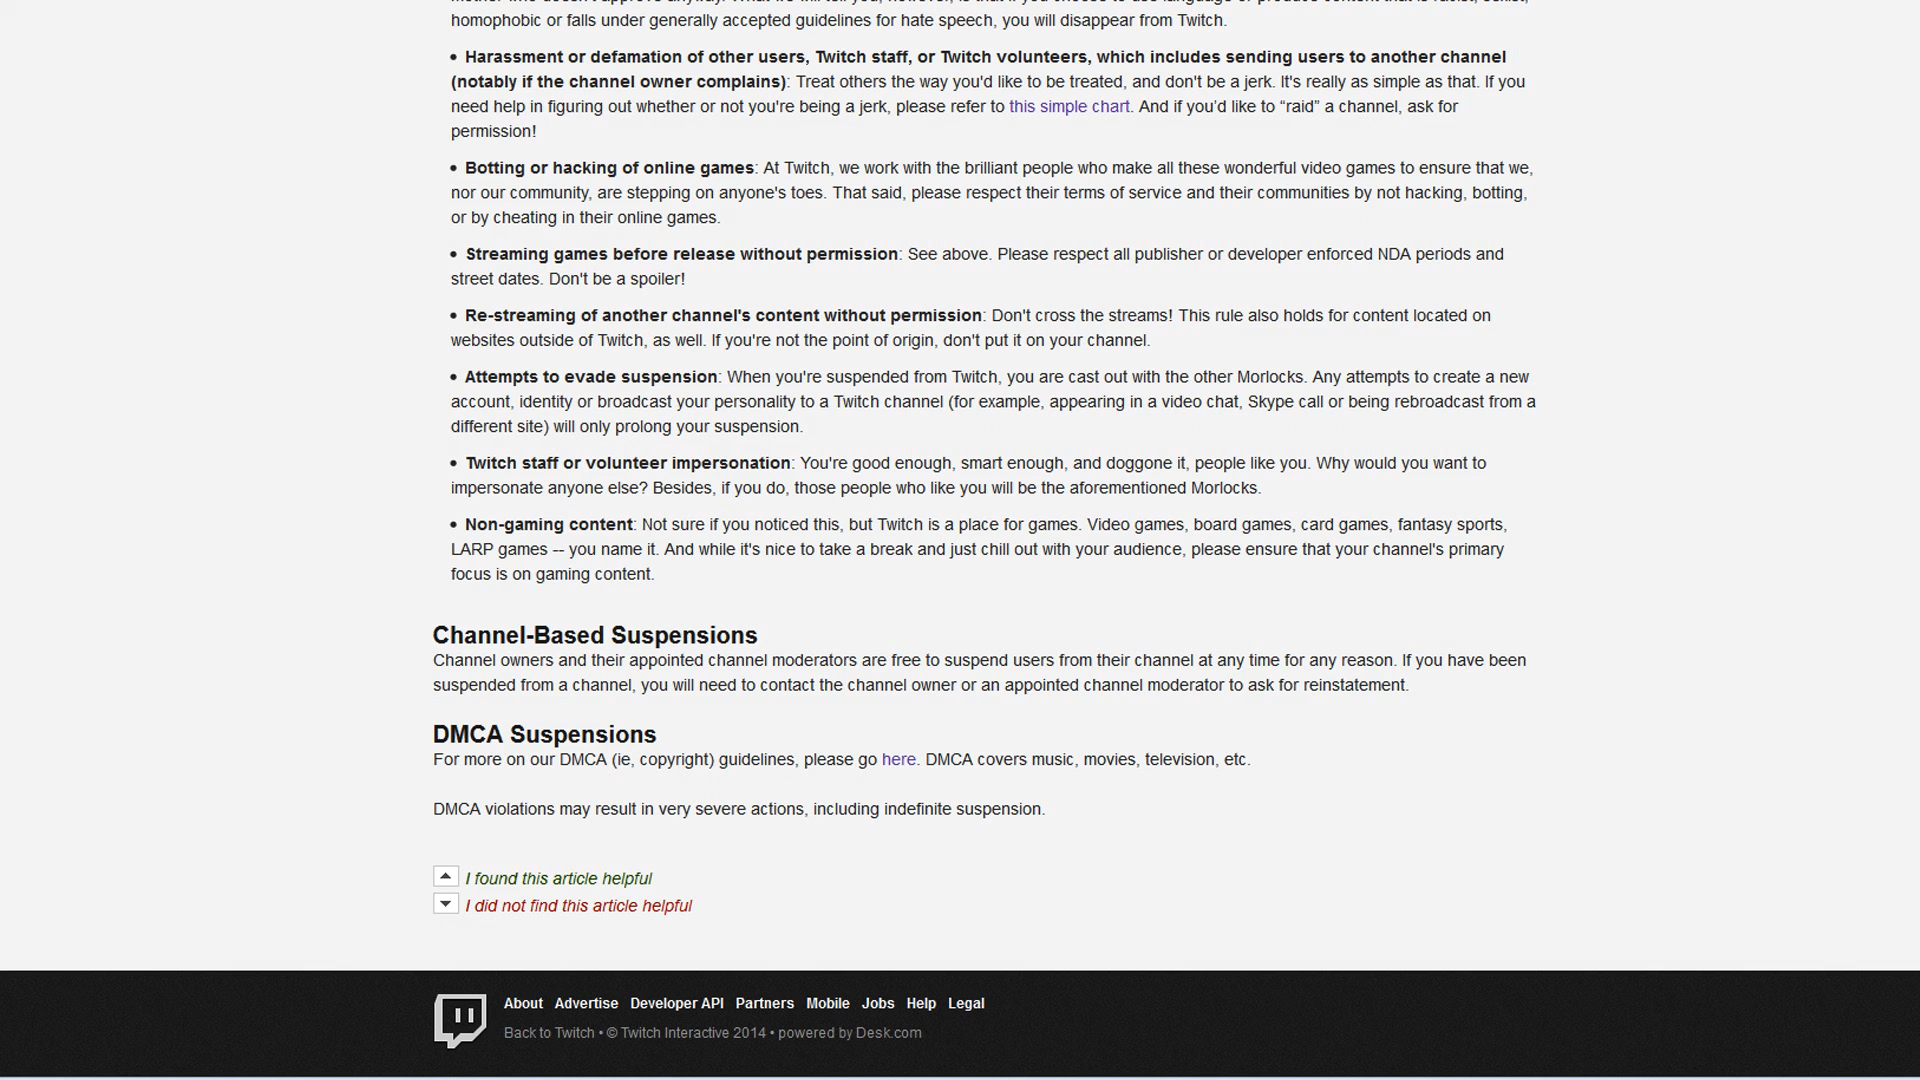 homophobic or falls under generally accepted guidelines for hate speech, you will disappear from Twitch.
• Harassment or defamation of other users, Twitch staff, or Twitch volunteers, which includes sending users to another channel
(notably if the channel owner complains): Treat others the way you'd like to be treated, and don't be a jerk. It's really as simple as that. If you
need help in figuring out whether or not you're being a jerk, please refer to this simple chart. And if you’d like to “raid” a channel, ask for
permission!
• Botting or hacking of online games: At Twitch, we work with the brilliant people who make all these wonderful video games to ensure that we,
nor our community, are stepping on anyone's toes. That said, please respect their terms of service and their communities by not hacking, botting,
or by cheating in their online games.
• Streaming games before release without permission: See above. Please respect all publisher or developer enforced NDA periods and
street dates. Don't be a spoiler!
• Re-streaming of another channel's content without permission: Don't cross the streams! This rule also holds for content located on
websites outside of Twitch, as well. If you're not the point of origin, don't put it on your channel.
• Attempts to evade suspension: When you're suspended from Twitch, you are cast out with the other Morlocks. Any attempts to create a new
account, identity or broadcast your personality to a Twitch channel (for example, appearing in a video chat, Skype call or being rebroadcast from a
different site) will only prolong your suspension.
• Twitch staff or volunteer impersonation: You're good enough, smart enough, and doggone it, people like you. Why would you want to
impersonate anyone else? Besides, if you do, those people who like you will be the aforementioned Morlocks.
• Non-gaming content: Not sure if you noticed this, but Twitch is a place for games. Video games, board games, card games, fantasy sports,
LARP games -- you name it. And while it's nice to take a break and just chill out with your audience, please ensure that your channel's primary
focus is on gaming content.
Channel-Based Suspensions
Channel owners and their appointed channel moderators are free to suspend users from their channel at any time for any reason. If you have been
suspended from a channel, you will need to contact the channel owner or an appointed channel moderator to ask for reinstatement.
DMCA Suspensions
For more on our DMCA (ie, copyright) guidelines, please go here. DMCA covers music, movies, television, etc.
DMCA violations may result in very severe actions, including indefinite suspension.
I found this article helpful
I did not find this article helpful
About Advertise Developer API Partners Mobile Jobs Help Legal
Back to Twitch • © Twitch Interactive 2014 • powered by Desk.com